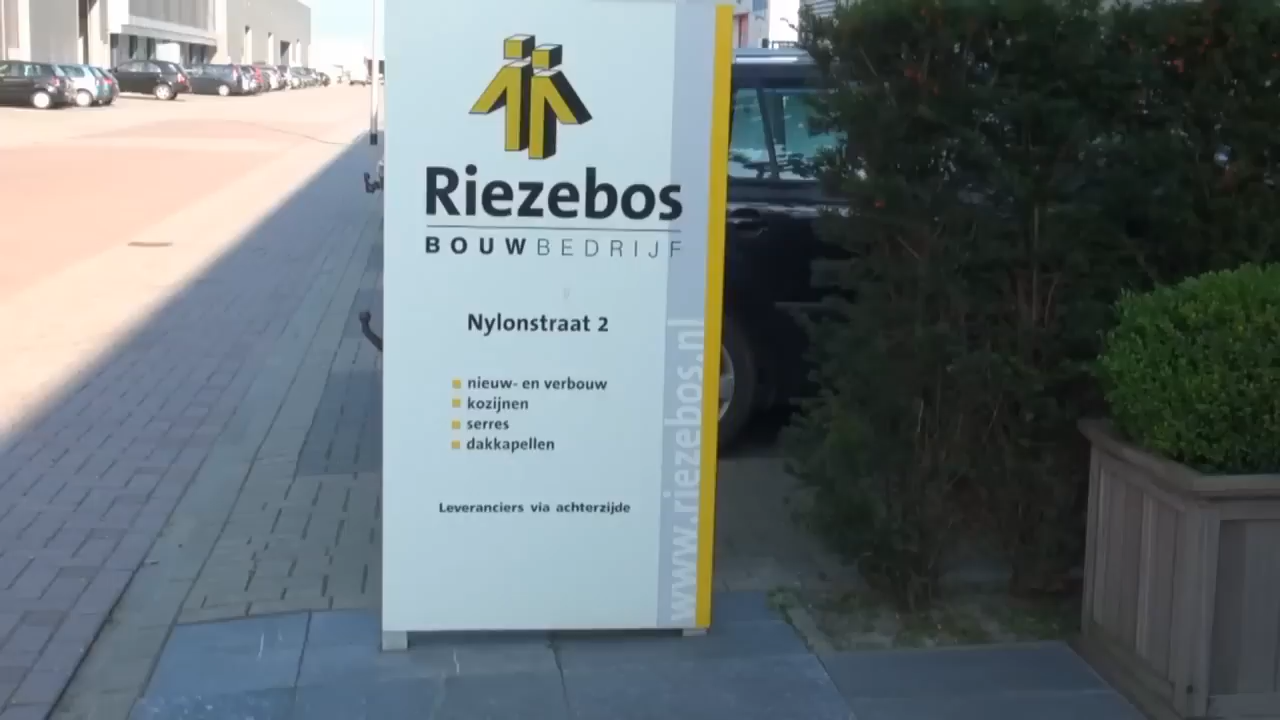 Riezebos
BOUWBEDRIJF
Nylonstraat 2
nieuw- en verbouw
kozijnen
serres
dakkapellen
Leveranciers via achterzijde
www.riezebos.nl